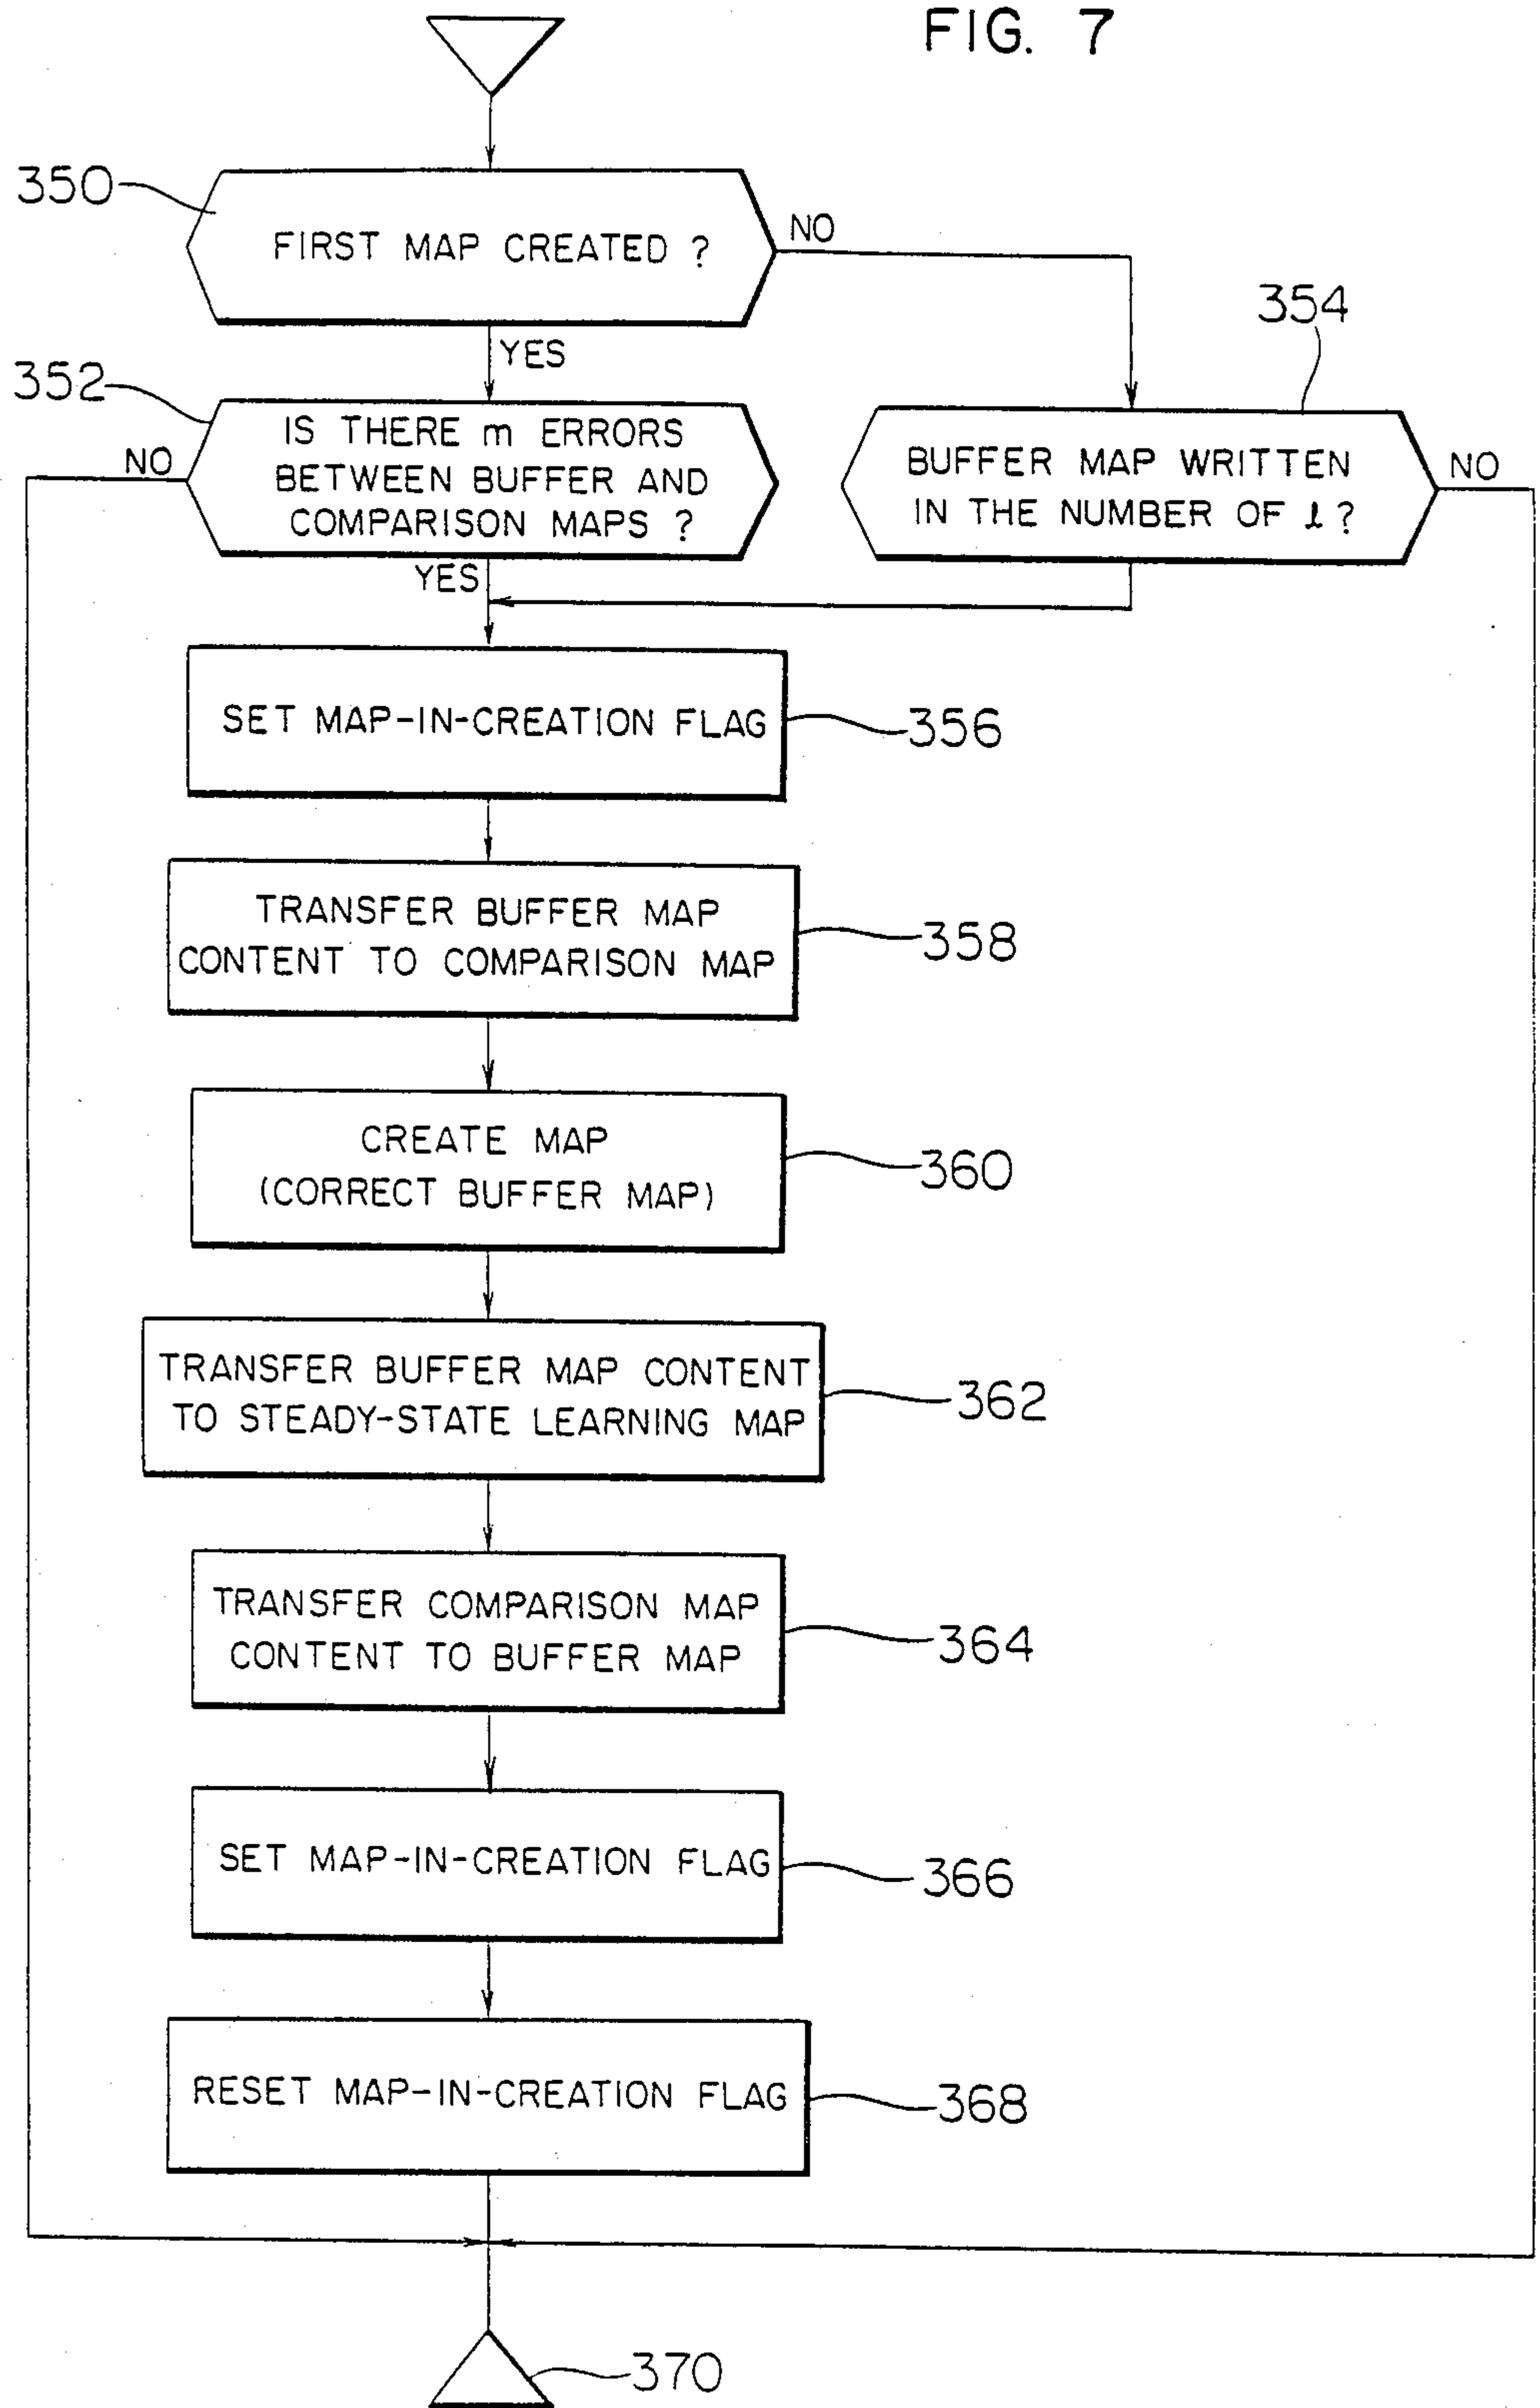 FIG. 7
350
FIRST MAP CREATED ?
NO
YES
354
352
IS THERE m ERRORS
BETWEEN BUFFER AND
COMPARISON MAPS ?
NO
YES
BUFFER MAP WRITTEN
IN THE NUMBER OF l ?
NO
SET MAP-IN-CREATION FLAG
356
TRANSFER BUFFER MAP
CONTENT TO COMPARISON MAP
358
CREATE MAP
(CORRECT BUFFER MAP)
360
TRANSFER BUFFER MAP CONTENT
TO STEADY-STATE LEARNING MAP
362
TRANSFER COMPARISON MAP
CONTENT TO BUFFER MAP
364
SET MAP-IN-CREATION FLAG
366
RESET MAP-IN-CREATION FLAG
368
370